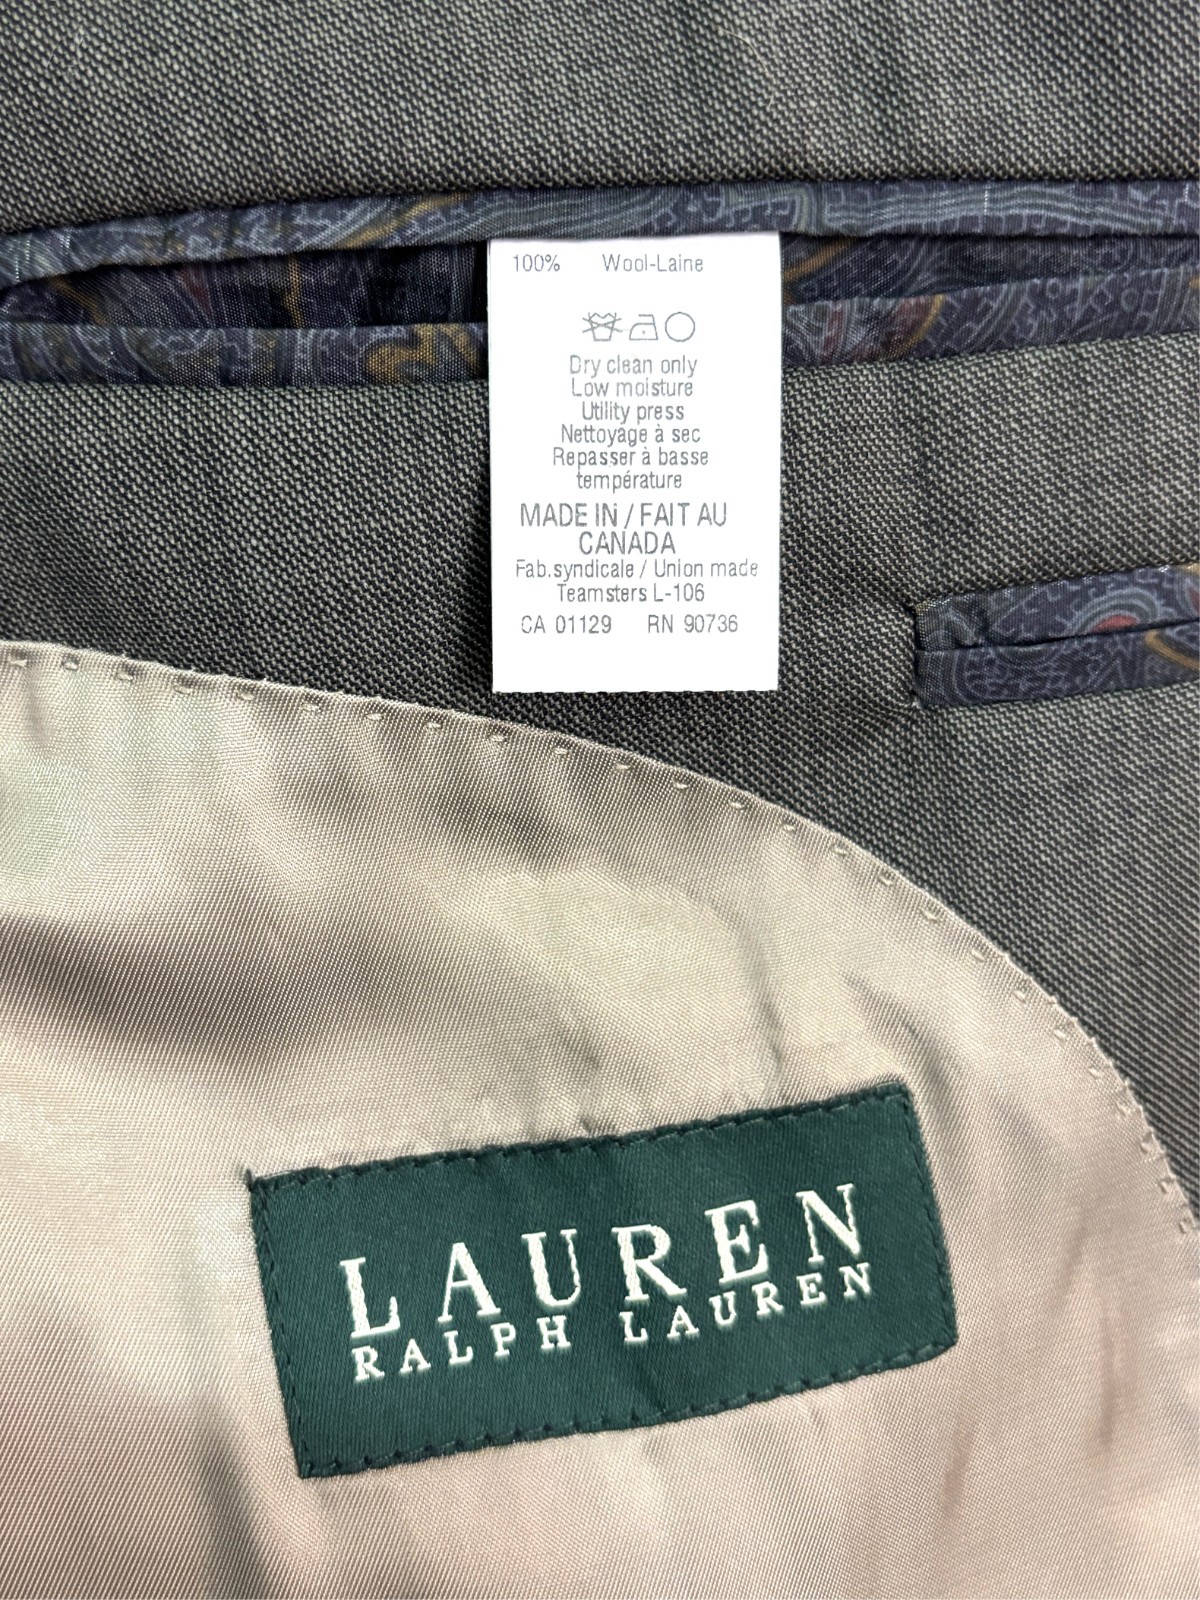 100% Wool-Laine
Dry clean only
Low moisture
Utility press
Nettoyage à sec
Repasser à basse
température
MADE IN / FAIT AU
CANADA
Fab.syndicale / Union made
Teamsters L-106
CA 01129 RN 90736
LAUREN
RALPH LAUREN